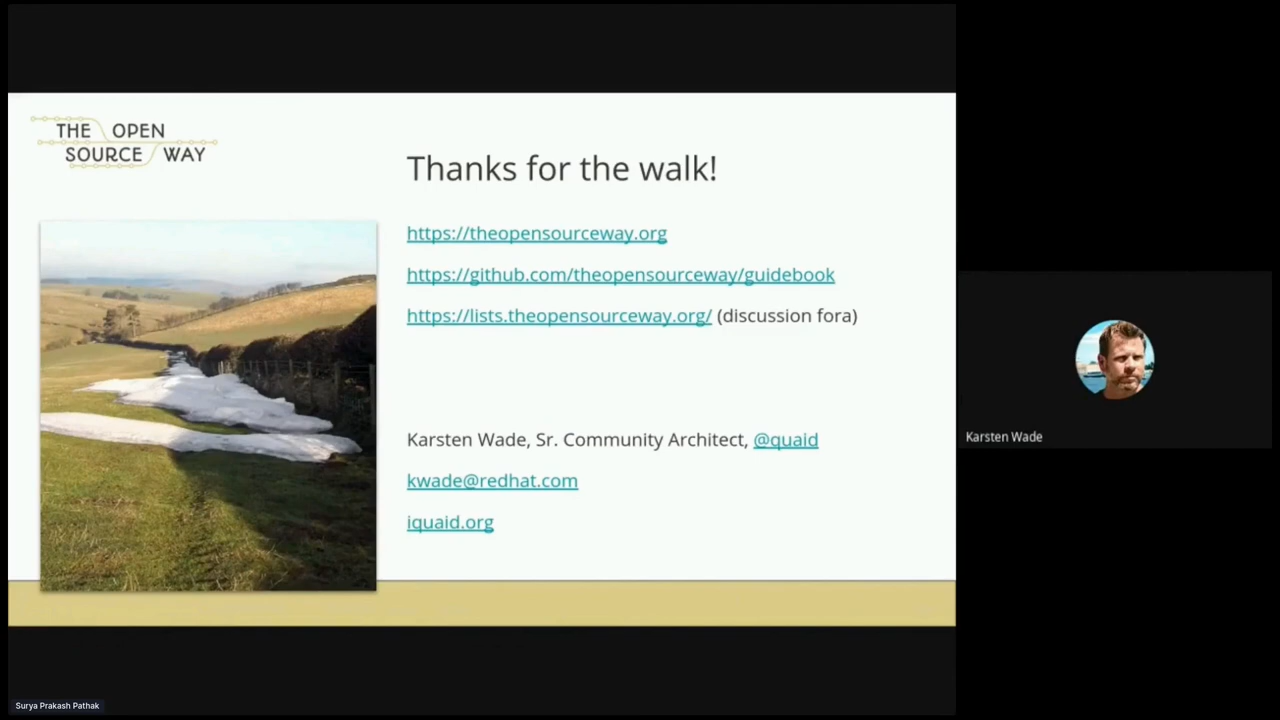 THE OPEN
SOURCE WAY
Thanks for the walk!
https://theopensourceway.org
https://github.com/theopensourceway/guidebook
https://lists.theopensourceway.org/ (discussion fora)
Karsten Wade, Sr. Community Architect, @quaid
kwade@redhat.com
iquaid.org
Karsten Wade
Surya Prakash Pathak